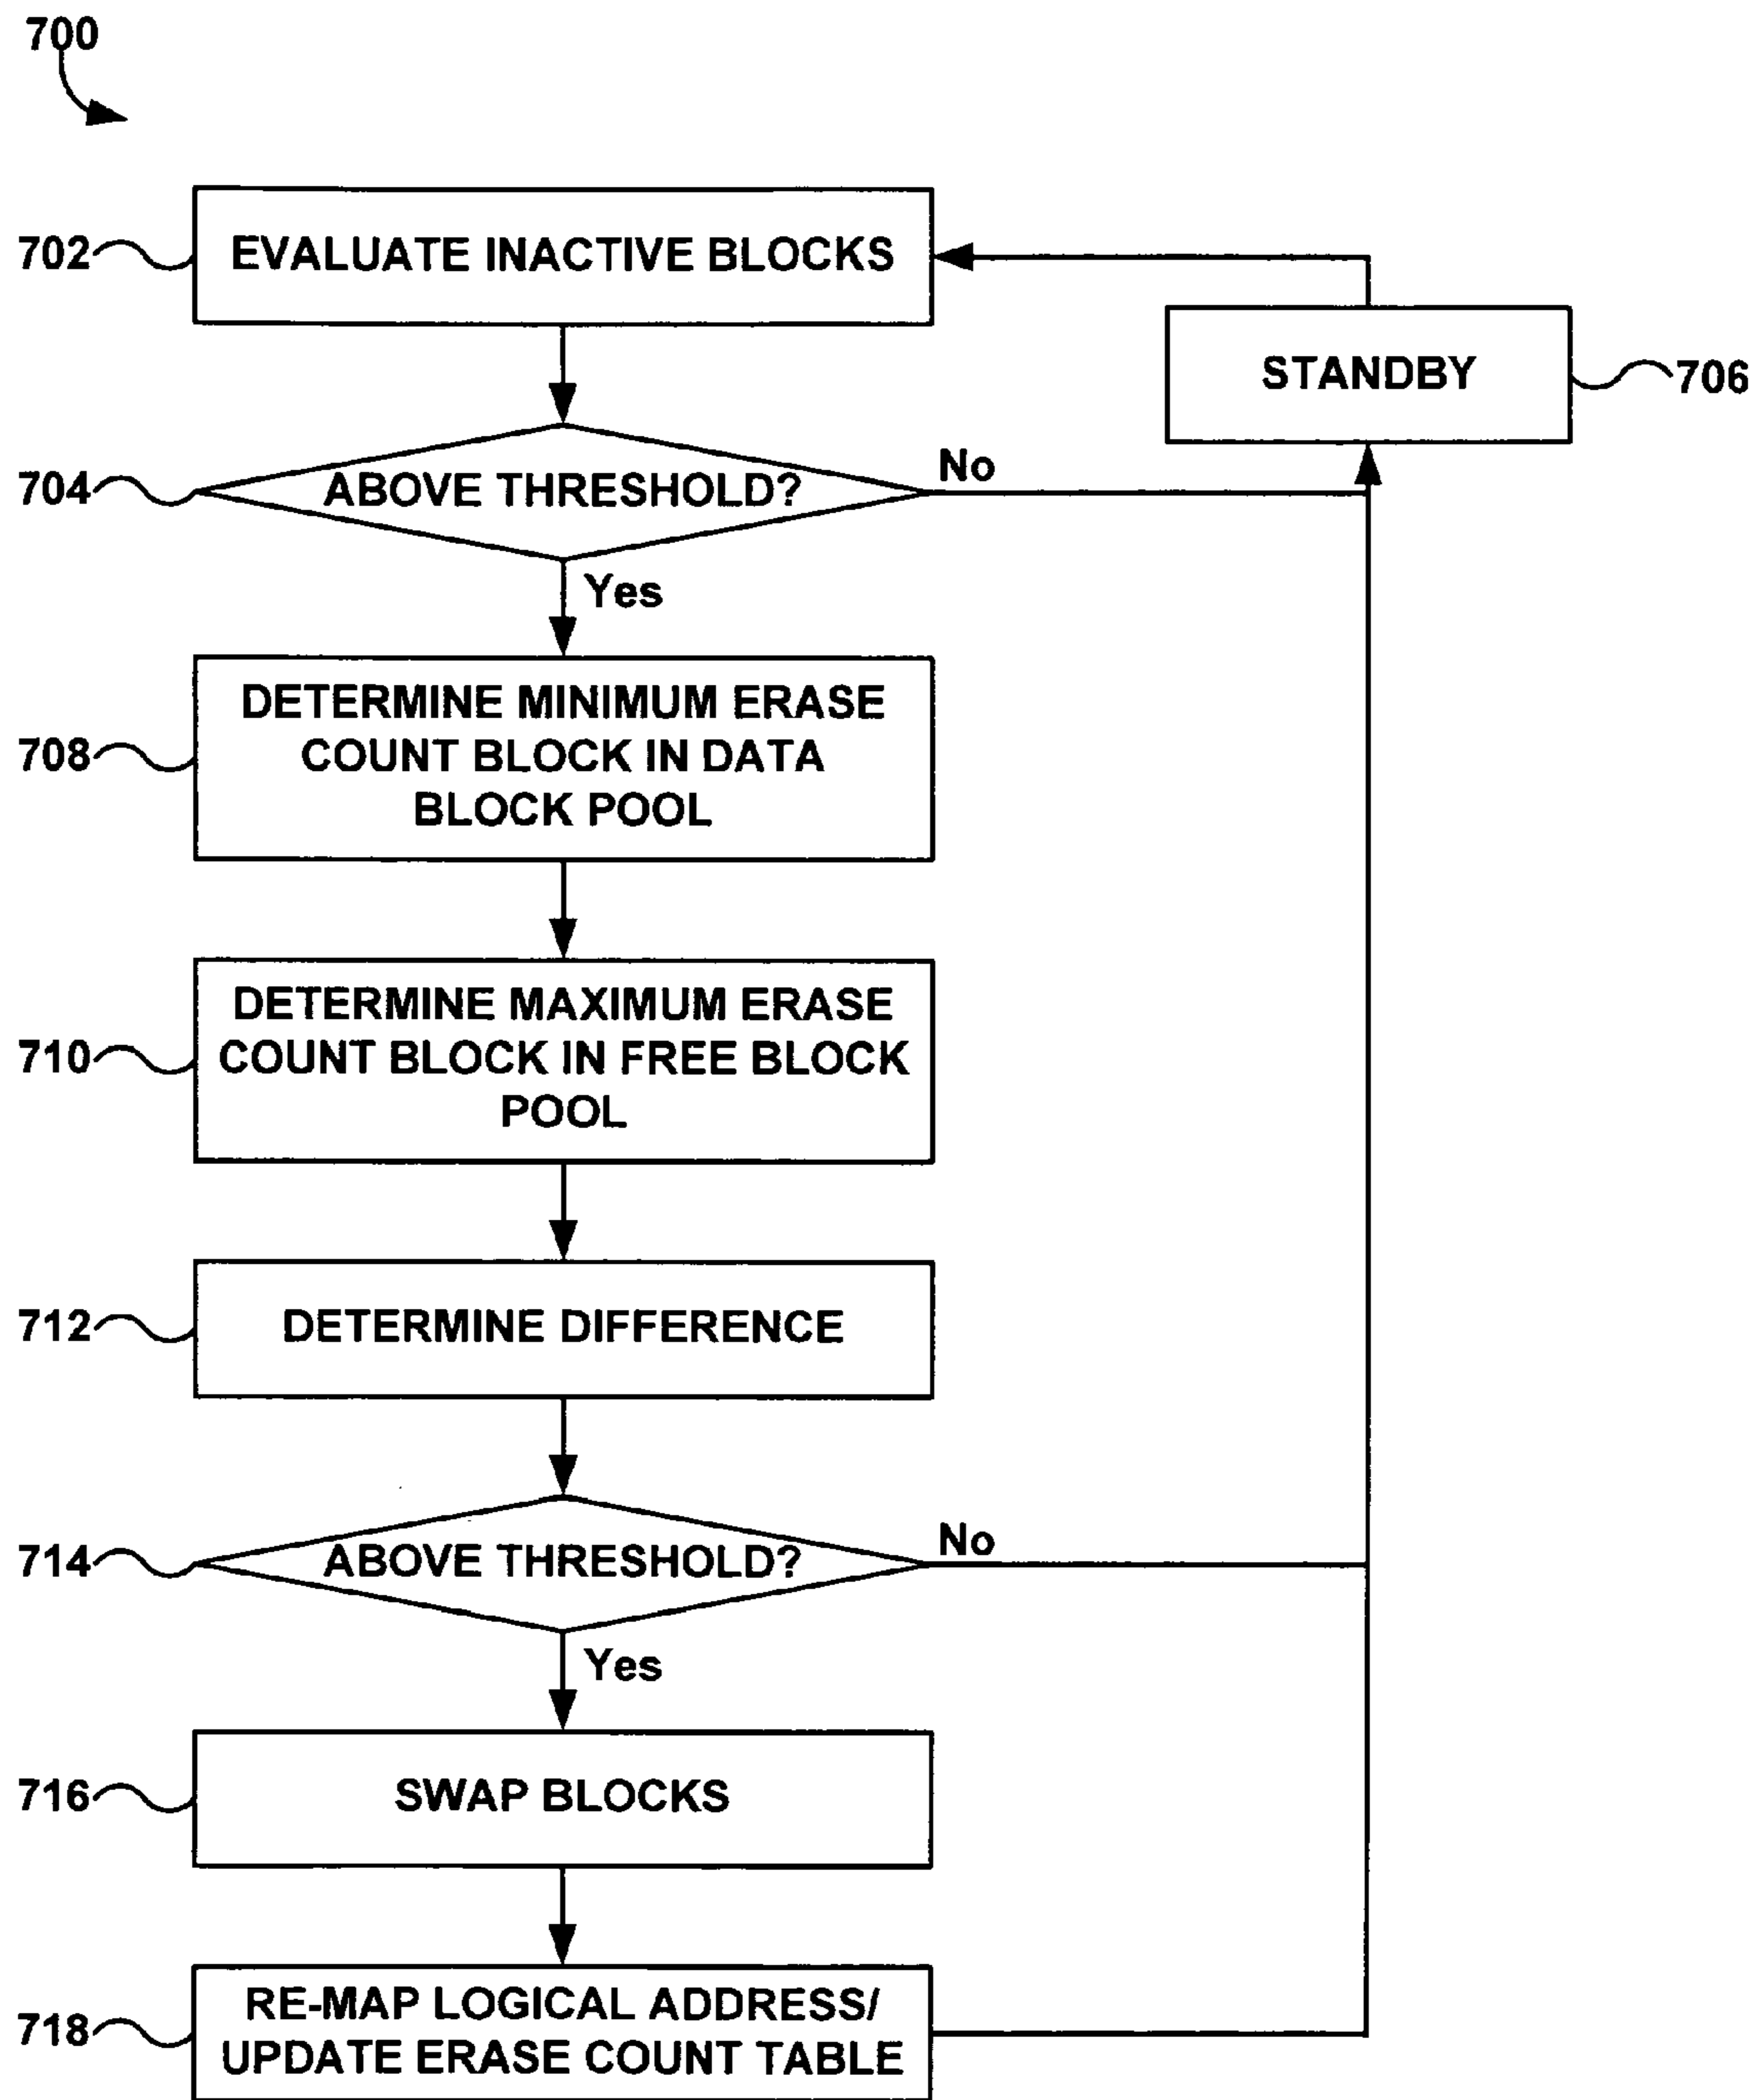 700
702
EVALUATE INACTIVE BLOCKS
STANDBY
706
704
ABOVE THRESHOLD?
No
Yes
708
DETERMINE MINIMUM ERASE
COUNT BLOCK IN DATA
BLOCK POOL
710
DETERMINE MAXIMUM ERASE
COUNT BLOCK IN FREE BLOCK
POOL
712
DETERMINE DIFFERENCE
714
ABOVE THRESHOLD?
No
Yes
716
SWAP BLOCKS
718
RE-MAP LOGICAL ADDRESS/
UPDATE ERASE COUNT TABLE